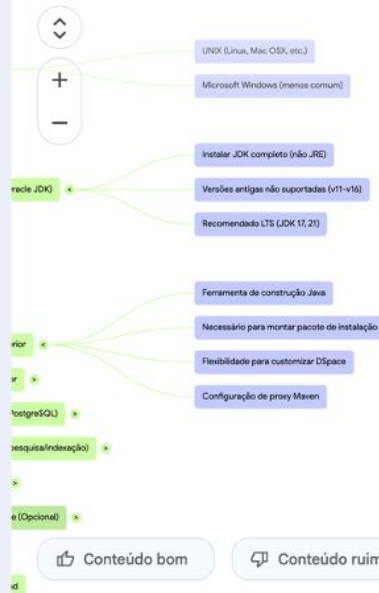 UNIX (Linux, Mac OSX, etc.)
Microsoft Windows (menos comum)
Instalar JDK completo (não JRE)
racle JDK) <
Versões antigas não suportadas (v11-v16)
Recomendado LTS (JDK 17, 21)
Ferramenta de construção Java
Necessário para montar pacote de instalação
rior <
Flexibilidade para customizar DSpace
or >
Configuração de proxy Maven
PostgreSQL) >
pesquisa/indexação) >
>
e (Opcional) >
Conteúdo bom
Conteúdo ruim
d